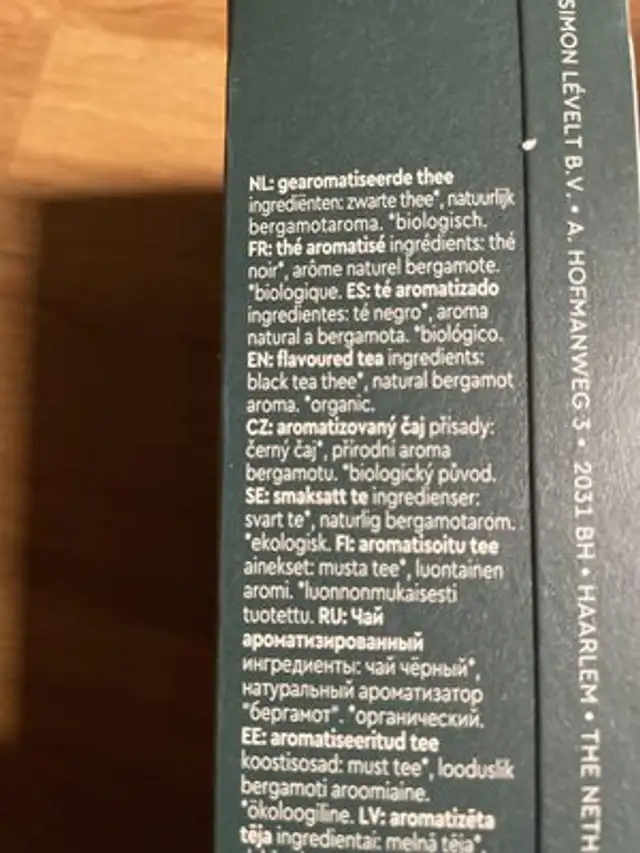 NL: gearomatiseerde thee
ingrediënten: zwarte thee*, natuurlijk
bergamotaroma. *biologisch.
FR: thé aromatisé ingrédients: thé
noir*, arôme naturel bergamote.
*biologique. ES: té aromatizado
ingredientes: té negro*, aroma
natural a bergamota. *biológico.
EN: flavoured tea ingredients:
black tea thee*, natural bergamot
aroma. *organic.
CZ: aromatizovaný čaj přísady:
černý čaj*, přírodní aroma
bergamotu. *biologický původ.
SE: smaksatt te ingredienser:
svart te*, naturlig bergamotarom.
*ekologisk. FI: aromatisoitu tee
ainekset: musta tee*, luontainen
aromi. *luonnonmukaisesti
tuotettu. RU: Чай
ароматизированный
ингредиенты: чай чёрный*,
натуральный ароматизатор
"бергамот". *органический.
EE: aromatiseeritud tee
koostisosad: must tee*, looduslik
bergamoti aroomiaine.
*ökoloogiline. LV: aromatizēta
tēja ingredientai: melnā tēja*,
SIMON LÉVELT B.V. • A. HOFMANWEG 3 • 2031 BH • HAARLEM • THE NETH